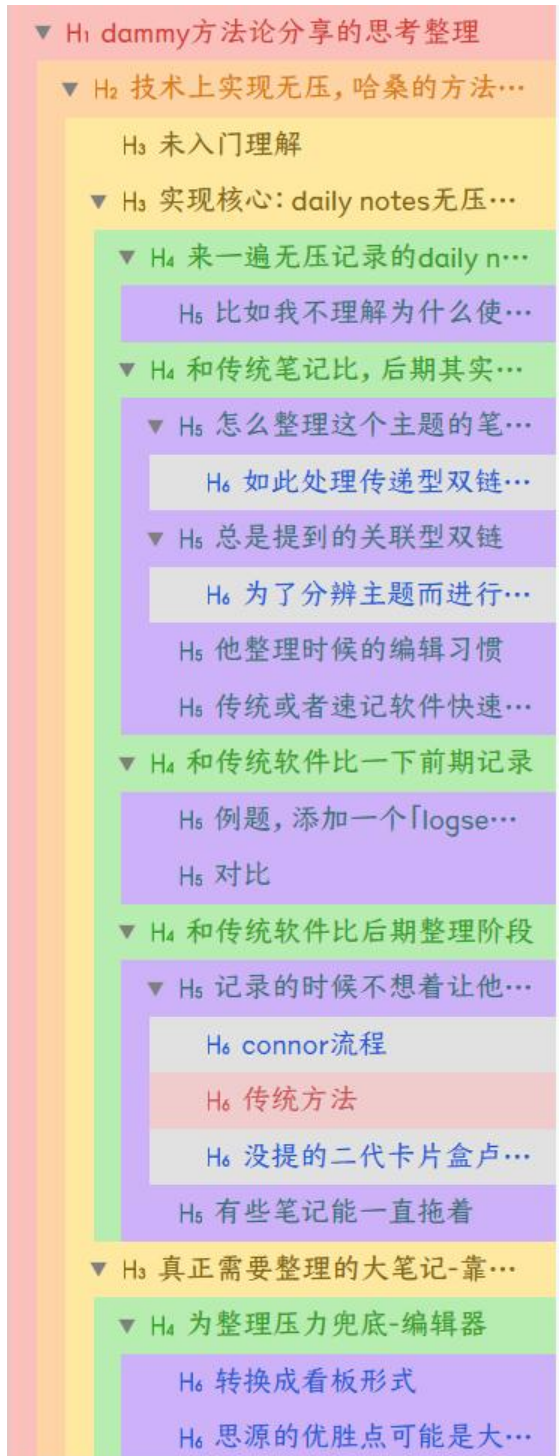 H1 dammy方法论分享的思考整理
H2 技术上实现无压,哈桑的方法…
H3 未入门理解
H3 实现核心:daily notes无压…
H4 来一遍无压记录的daily n…
H5 比如我不理解为什么使…
H4 和传统笔记比,后期其实…
H5 怎么整理这个主题的笔…
H6 如此处理传递型双链…
H5 总是提到的关联型双链
H6 为了分辨主题而进行…
H5 他整理时候的编辑习惯
H5 传统或者速记软件快速…
H4 和传统软件比一下前期记录
H5 例题,添加一个「logse…
H5 对比
H4 和传统软件比后期整理阶段
H5 记录的时候不想着让他…
H6 connor流程
H6 传统方法
H6 没提的二代卡片盒卢…
H5 有些笔记能一直拖着
H3 真正需要整理的大笔记-靠…
H4 为整理压力兜底-编辑器
H6 转换成看板形式
H6 思源的优胜点可能是大…